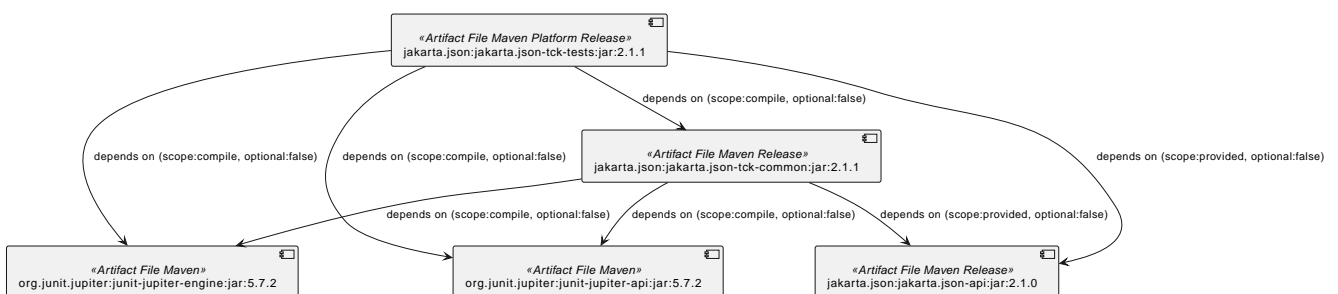 «Artifact File Maven Platform Release»
jakarta.json:jakarta.json-tck-tests:jar:2.1.1
depends on (scope:compile, optional:false)
«Artifact File Maven Release»
jakarta.json:jakarta.json-tck-common:jar:2.1.1
depends on (scope:compile, optional:false)
depends on (scope:compile, optional:false)
depends on (scope:provided, optional:false)
depends on (scope:compile, optional:false)
depends on (scope:compile, optional:false)
depends on (scope:provided, optional:false)
«Artifact File Maven»
org.junit.jupiter:junit-jupiter-engine:jar:5.7.2
«Artifact File Maven»
org.junit.jupiter:junit-jupiter-api:jar:5.7.2
«Artifact File Maven Release»
jakarta.json:jakarta.json-api:jar:2.1.0